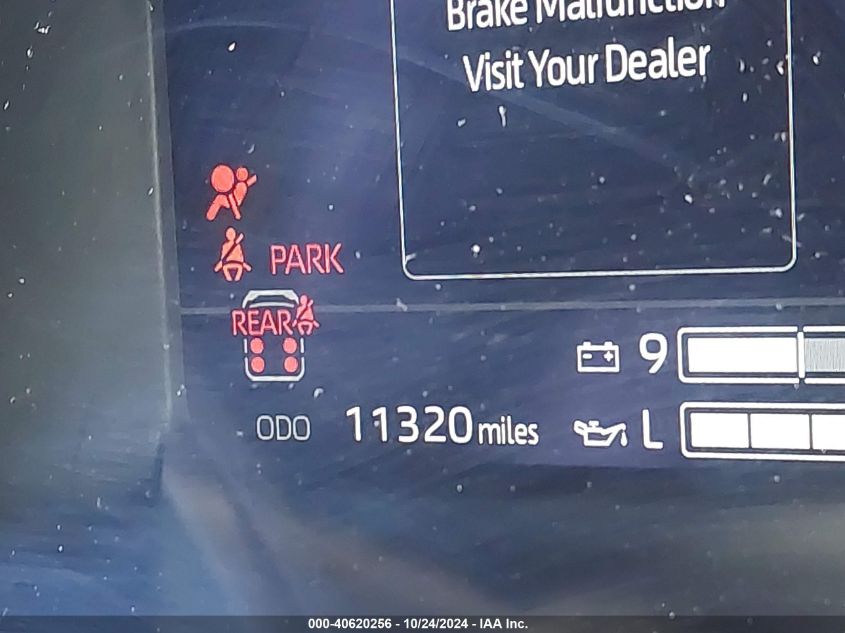 Brake Malfunction
Visit Your Dealer
PARK
REAR
9
ODO 11320 miles
L
000-40620256 - 10/24/2024 - IAA Inc.